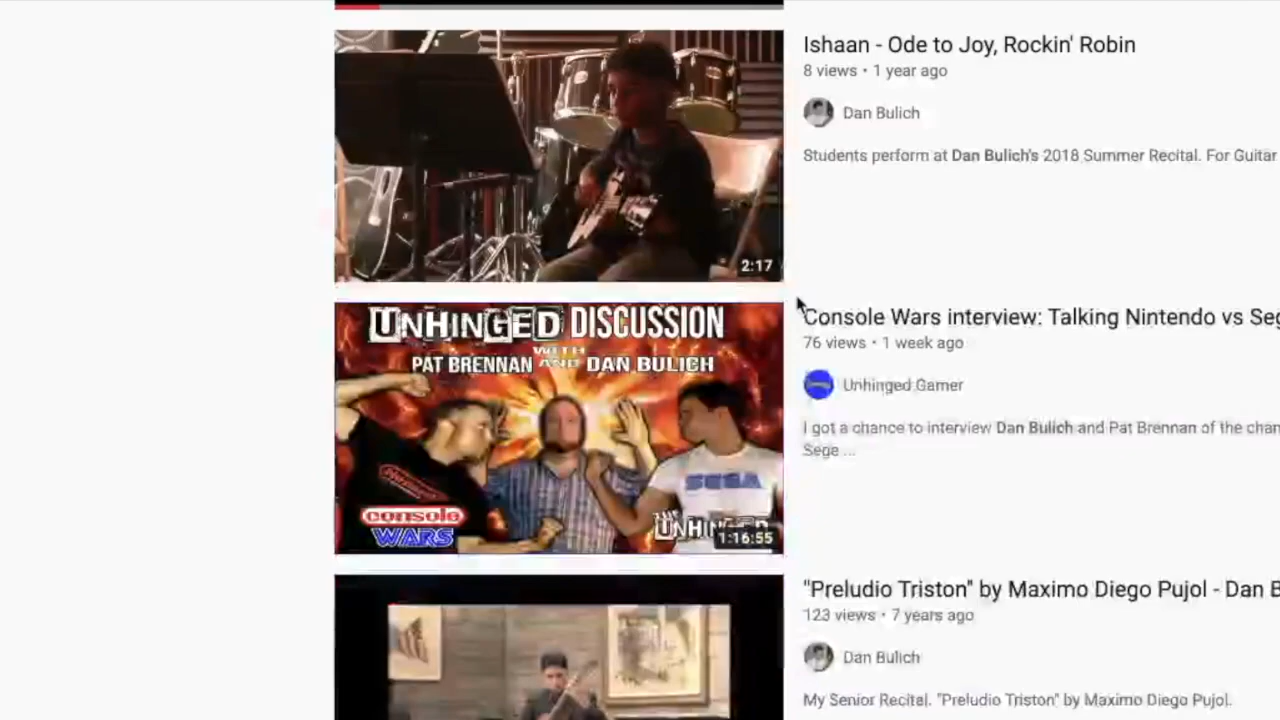 Ishaan - Ode to Joy, Rockin' Robin
8 views • 1 year ago
Dan Bulich
Students perform at Dan Bulich's 2018 Summer Recital. For Guitar
2:17
UNHINGED DISCUSSION
WITH
PAT BRENNAN AND DAN BULICH
Nintendo
SEGA
console
WARS
THE
UNHINGED
1:16:55
Console Wars interview: Talking Nintendo vs Seg
76 views • 1 week ago
Unhinged Gamer
I got a chance to interview Dan Bulich and Pat Brennan of the chan
Sege ...
"Preludio Triston" by Maximo Diego Pujol - Dan B
123 views • 7 years ago
Dan Bulich
My Senior Recital. "Preludio Triston" by Maximo Diego Pujol.